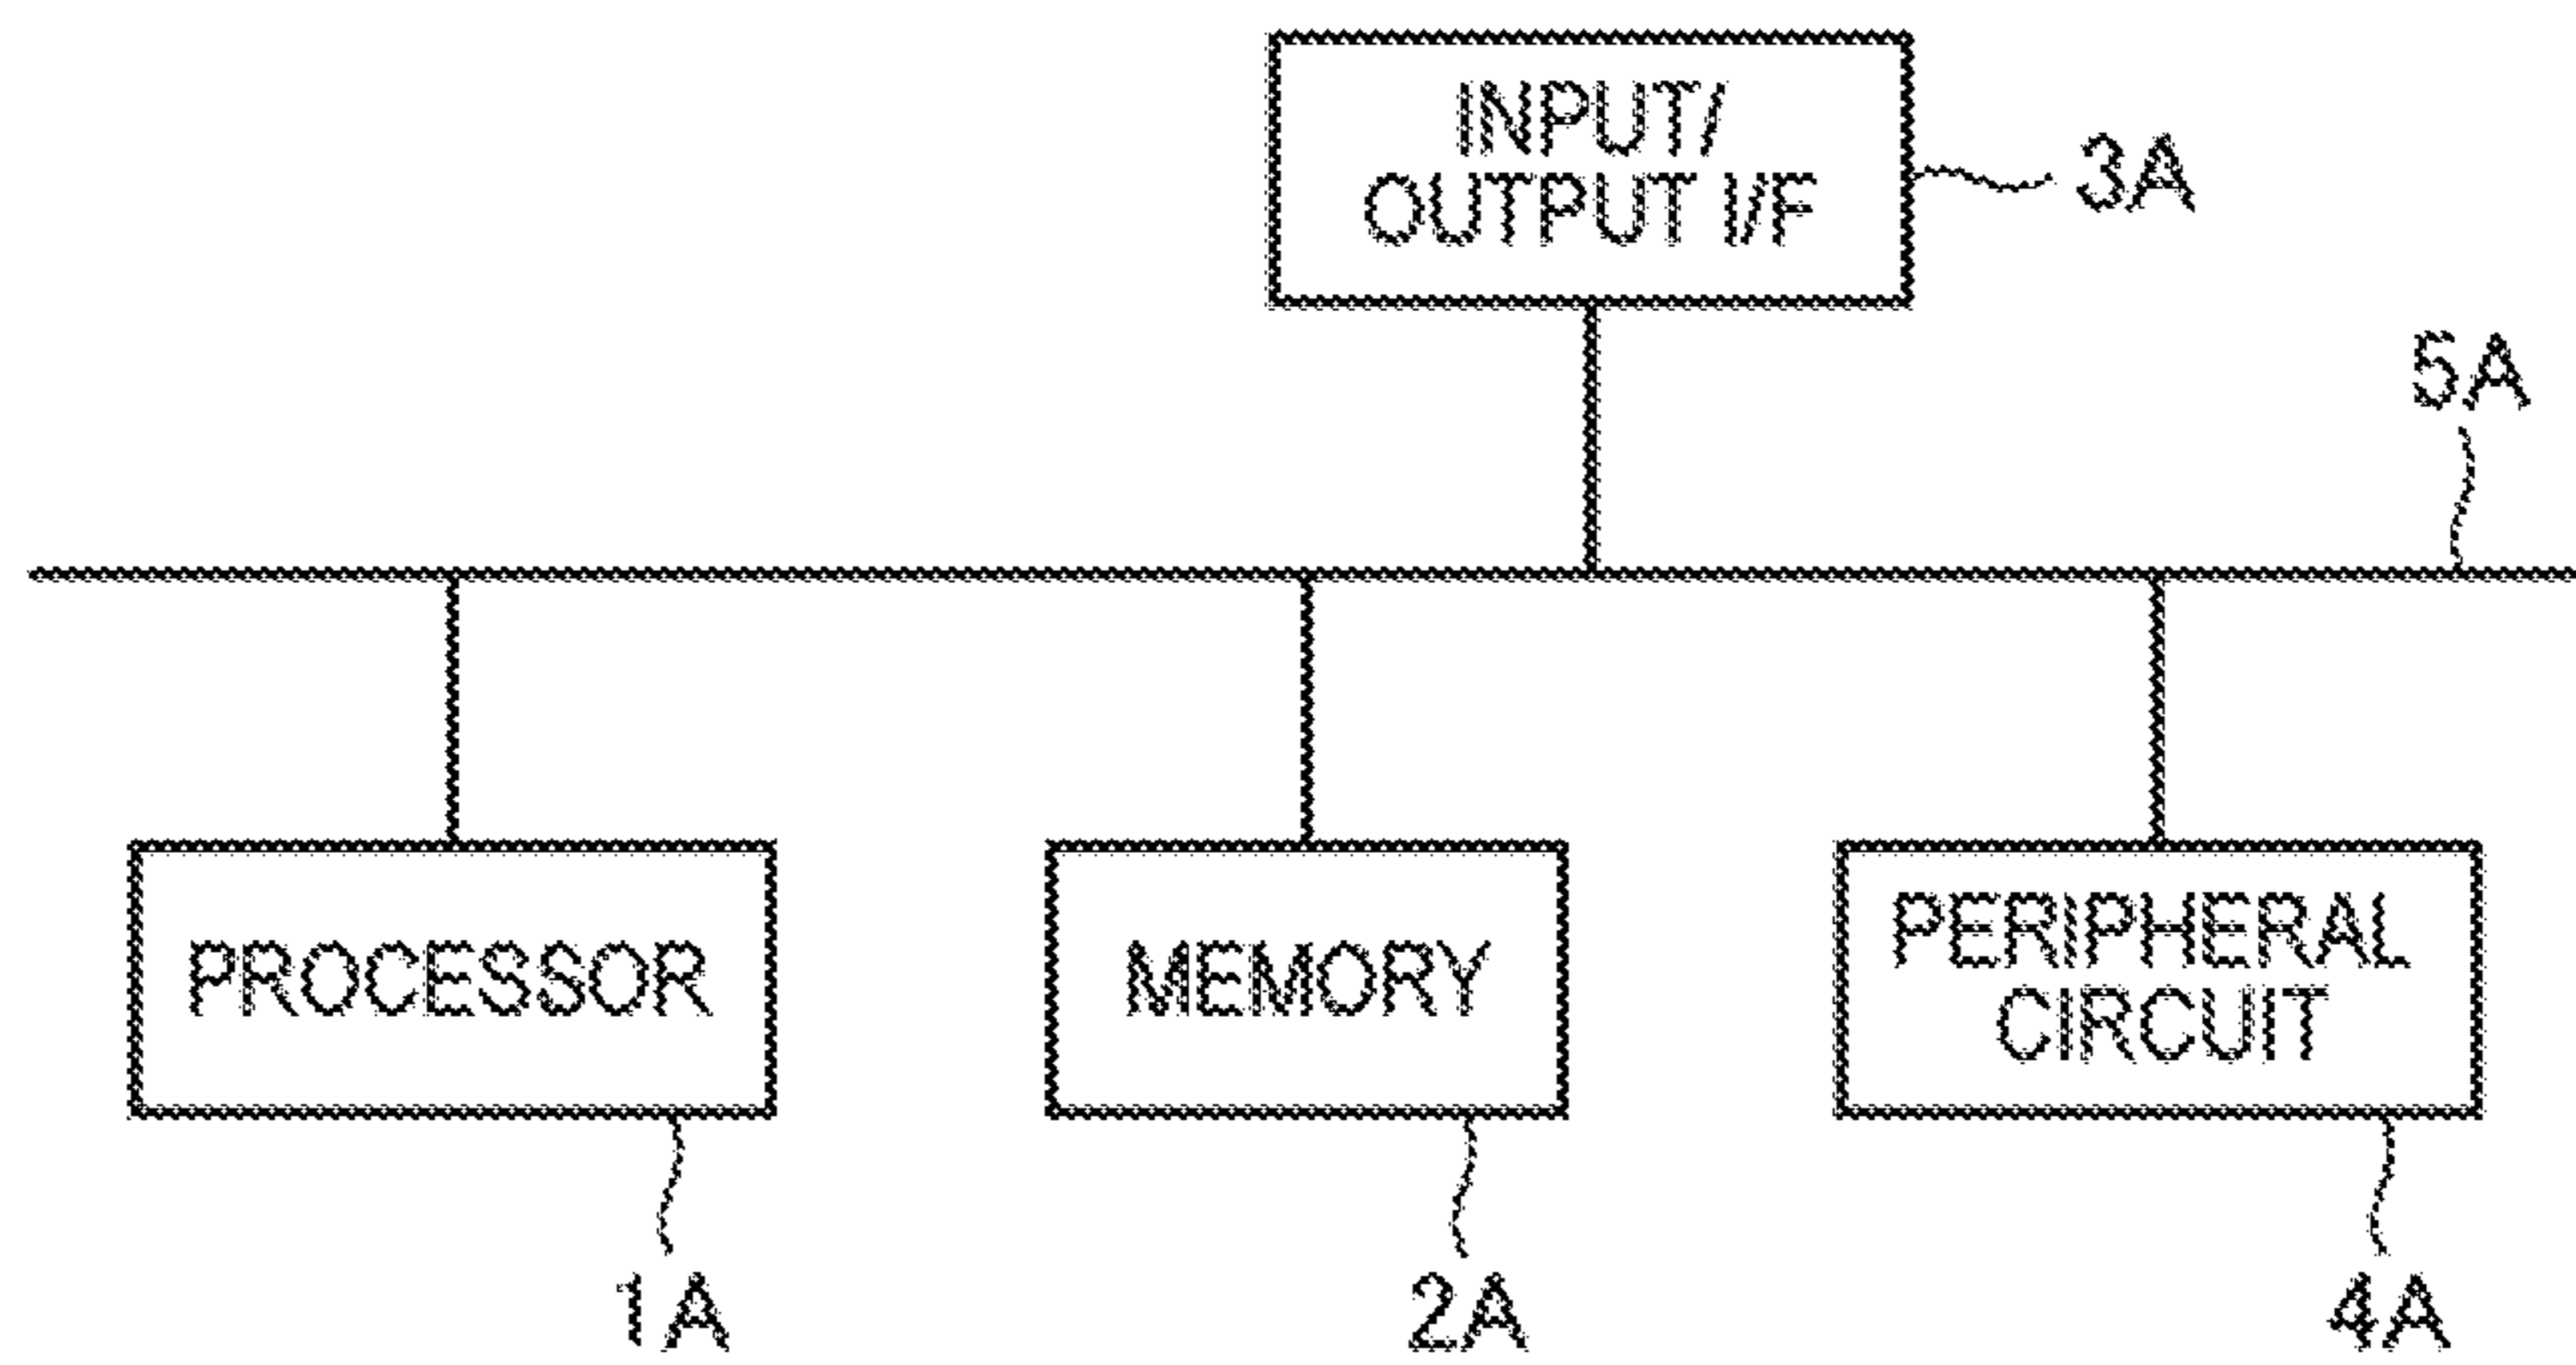 INPUT/
OUTPUT I/F
3A
5A
PROCESSOR
MEMORY
PERIPHERAL
CIRCUIT
1A
2A
4A